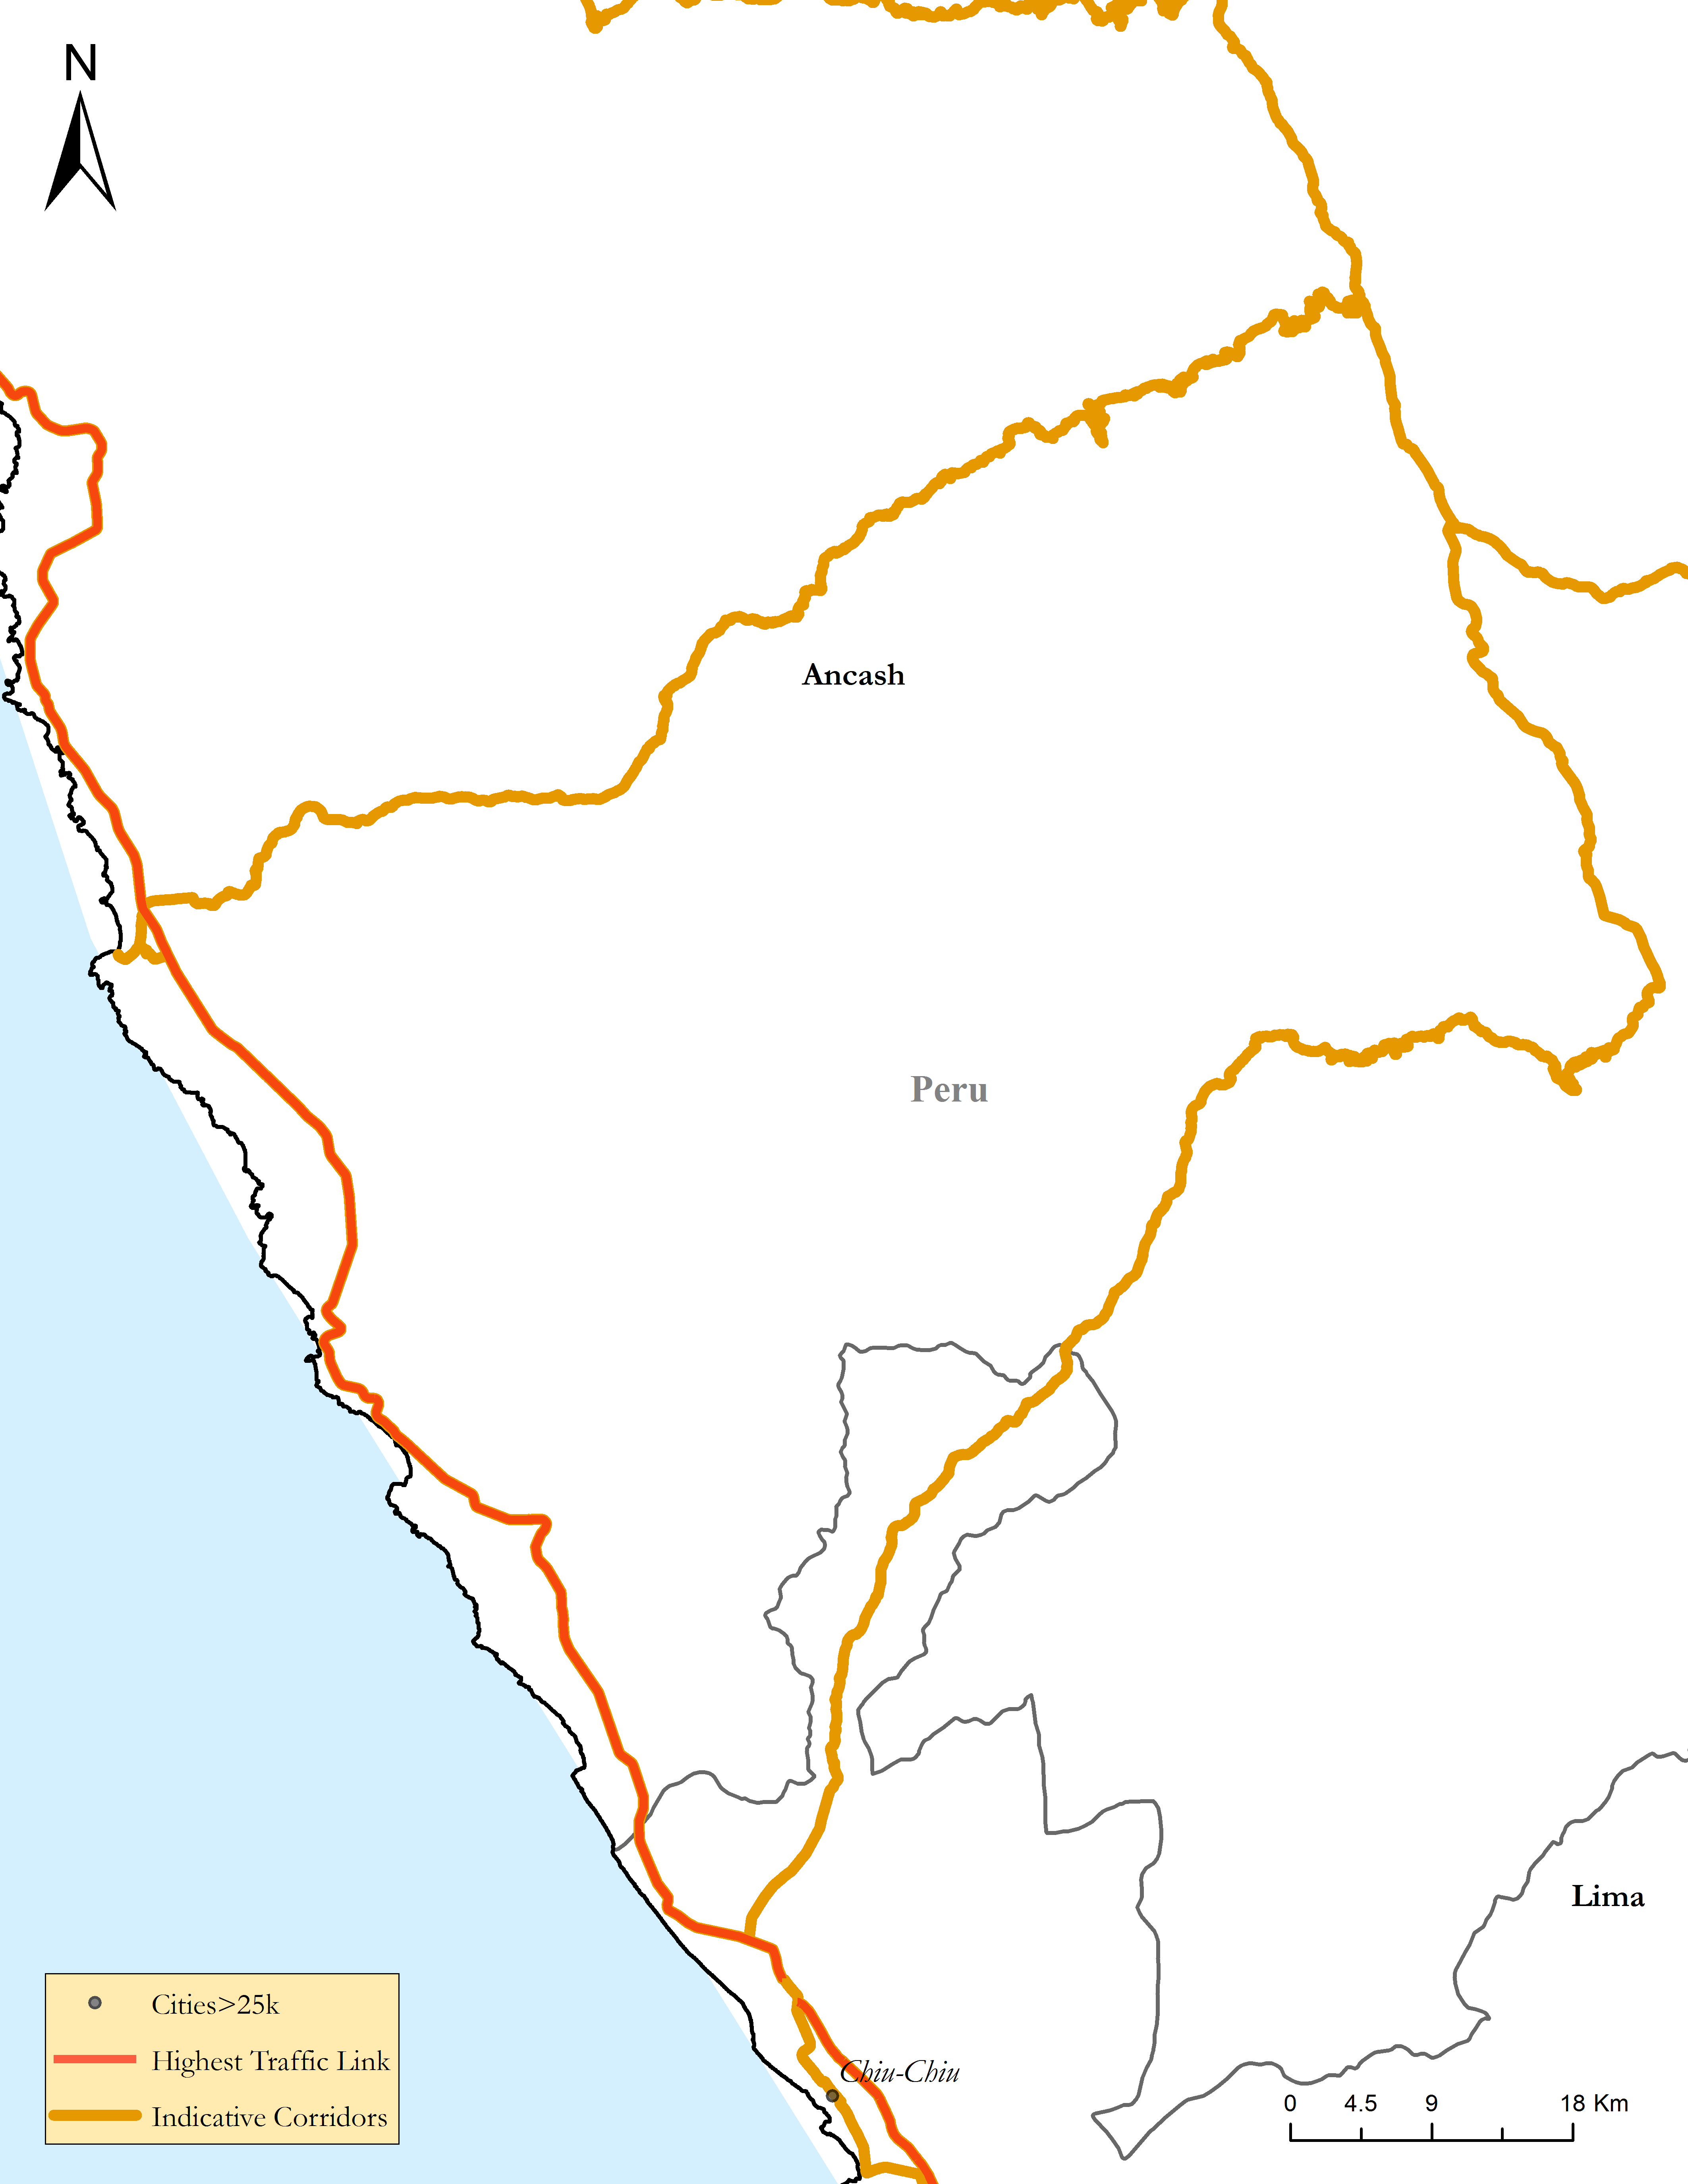 N
Ancash
Peru
Lima
Chiu-Chiu
Cities>25k
Highest Traffic Link
Indicative Corridors
0 4.5 9 18 Km